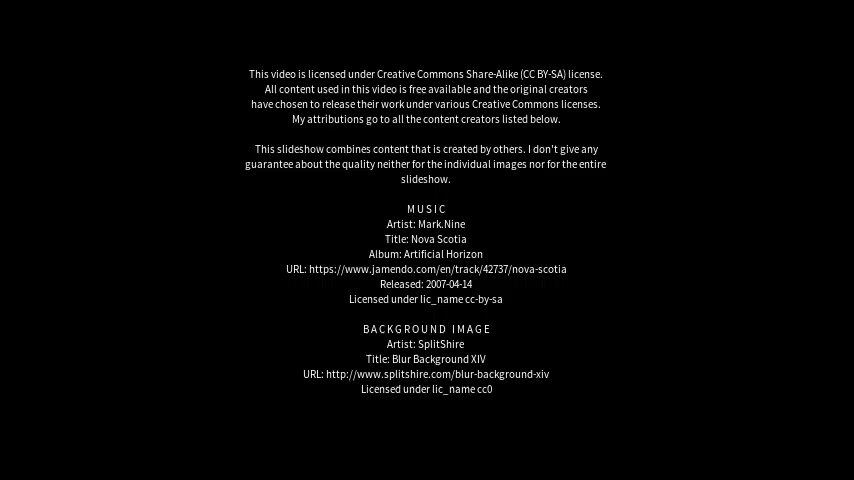 This video is licensed under Creative Commons Share-Alike (CC BY-SA) license.
All content used in this video is free available and the original creators
have chosen to release their work under various Creative Commons licenses.
My attributions go to all the content creators listed below.
This slideshow combines content that is created by others. I don't give any
guarantee about the quality neither for the individual images nor for the entire
slideshow.
MUSIC
Artist: Mark.Nine
Title: Nova Scotia
Album: Artificial Horizon
URL: https://www.jamendo.com/en/track/42737/nova-scotia
Released: 2007-04-14
Licensed under lic_name cc-by-sa
BACKGROUND IMAGE
Artist: SplitShire
Title: Blur Background XIV
URL: http://www.splitshire.com/blur-background-xiv
Licensed under lic_name cc0